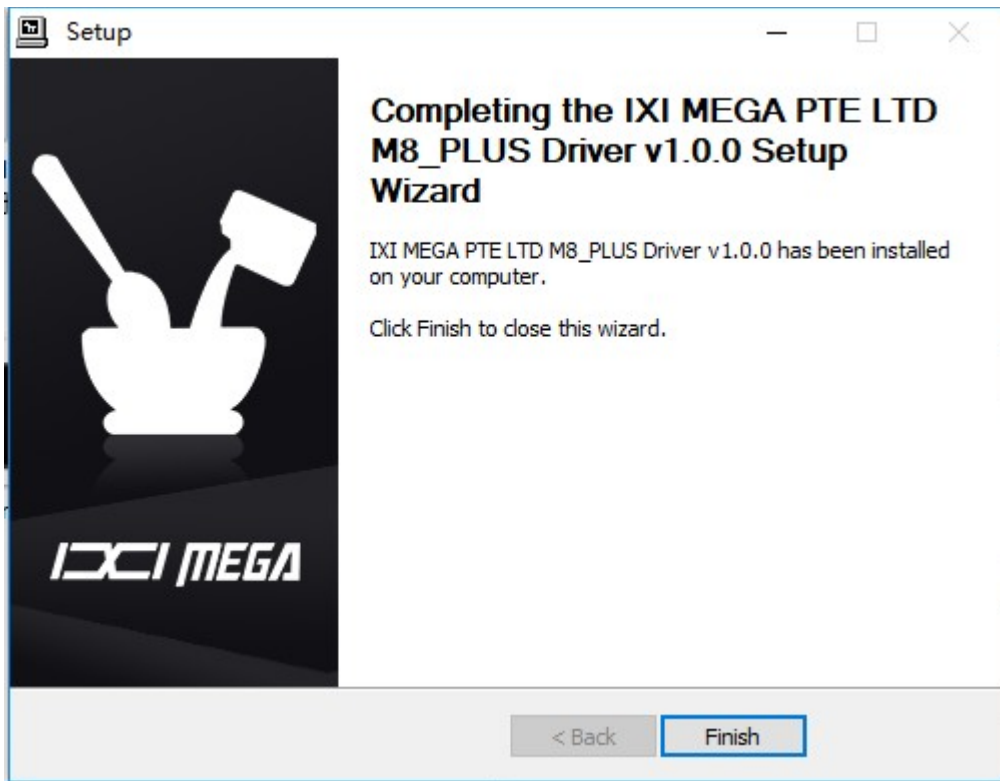 Setup
Completing the IXI MEGA PTE LTD
M8_PLUS Driver v1.0.0 Setup
Wizard
IXI MEGA PTE LTD M8_PLUS Driver v1.0.0 has been installed
on your computer.
Click Finish to close this wizard.
IXI MEGA
< Back
Finish